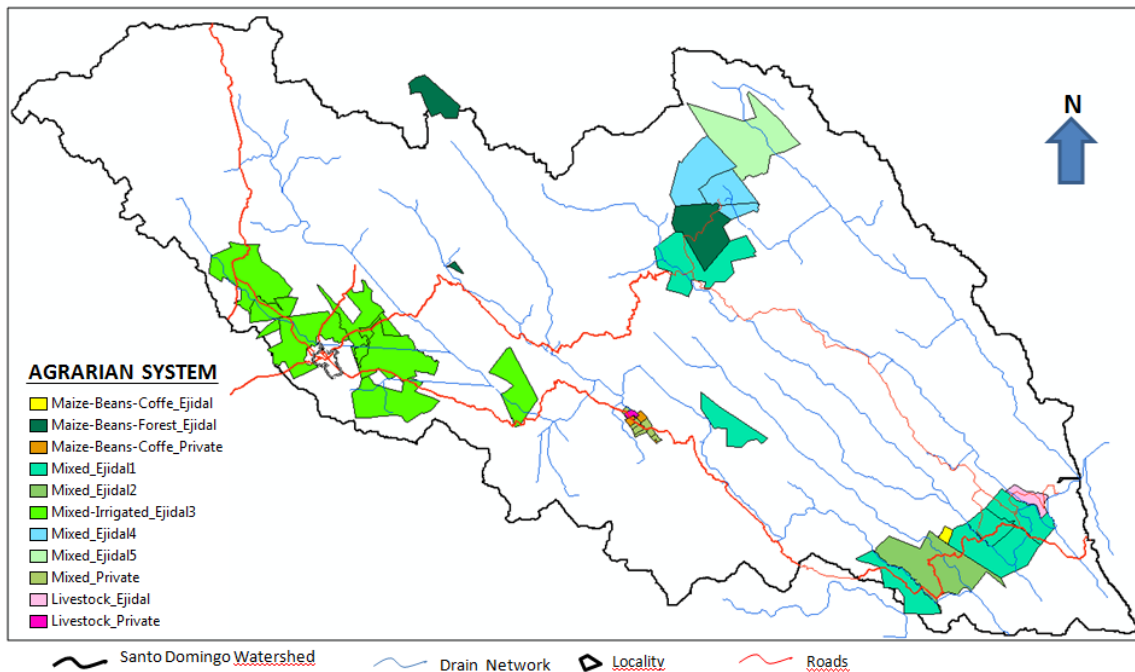 N
AGRARIAN SYSTEM
Maize-Beans-Coffe_Ejidal
Maize-Beans-Forest_Ejidal
Maize-Beans-Coffe_Private
Mixed_Ejidal1
Mixed_Ejidal2
Mixed-Irrigated_Ejidal3
Mixed_Ejidal4
Mixed_Ejidal5
Mixed_Private
Livestock_Ejidal
Livestock_Private
Santo Domingo Watershed Drain Network Locality Roads